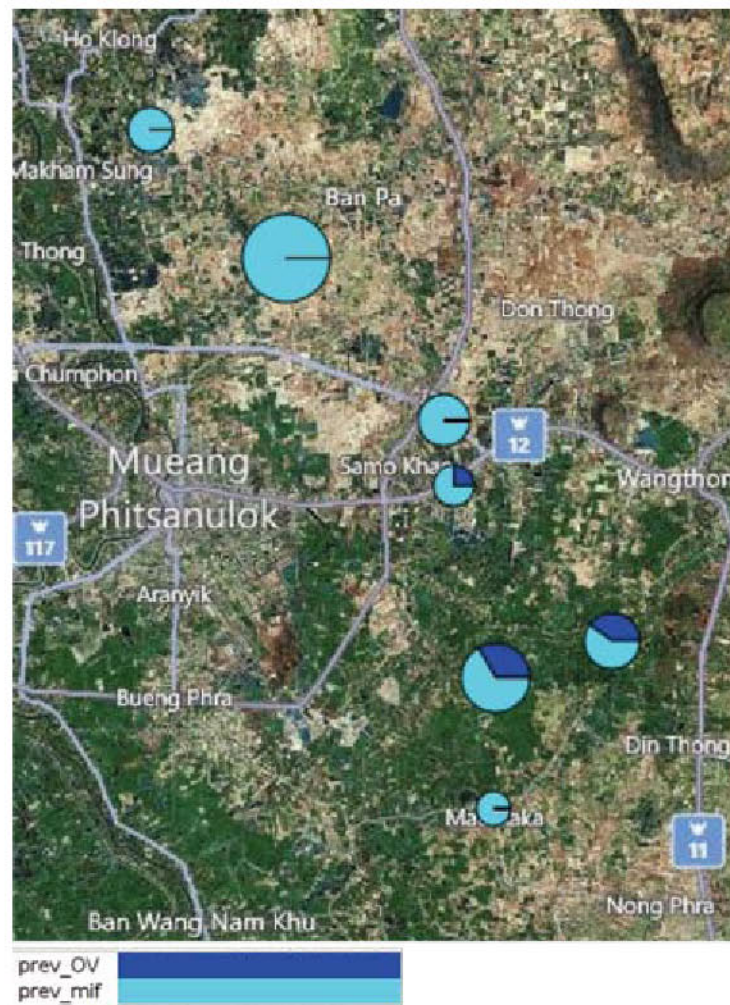 Ho Klong
Makham Sung
Ban Pa
Thong
Don Thong
Chumphon
12
Samo
Mueang
Phitsanulok
Wangthon
117
Aranyik
Bueng Phra
Din Thong
11
Nong Phra
Ban Wang Nam Khu
prev_OV
prev_mif